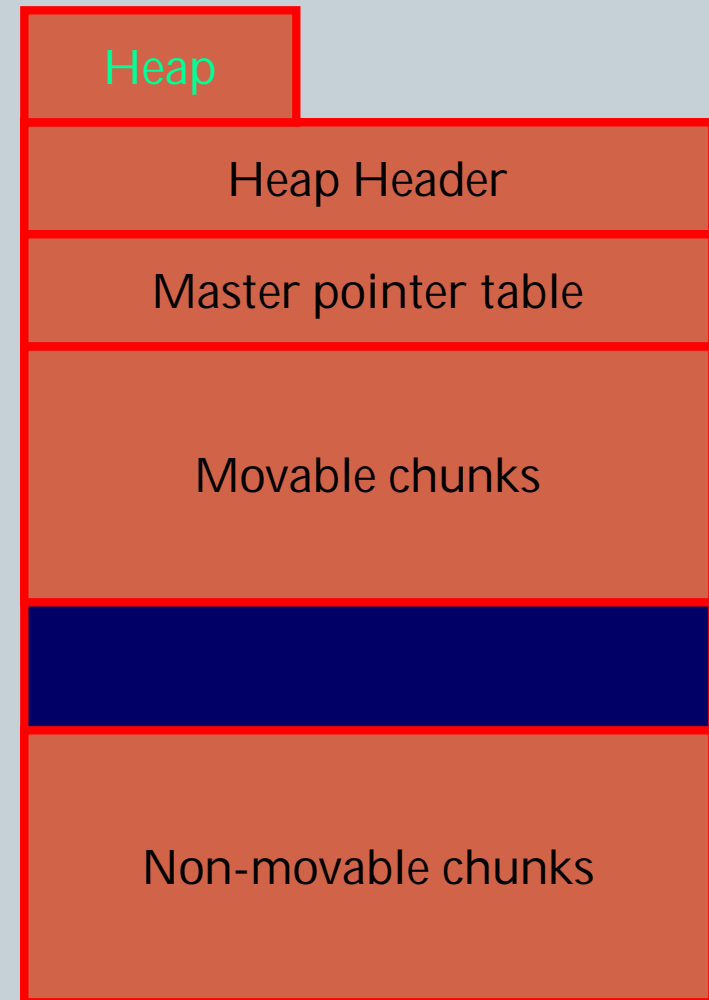 Heap
Heap Header
Master pointer table
Movable chunks
Non-movable chunks